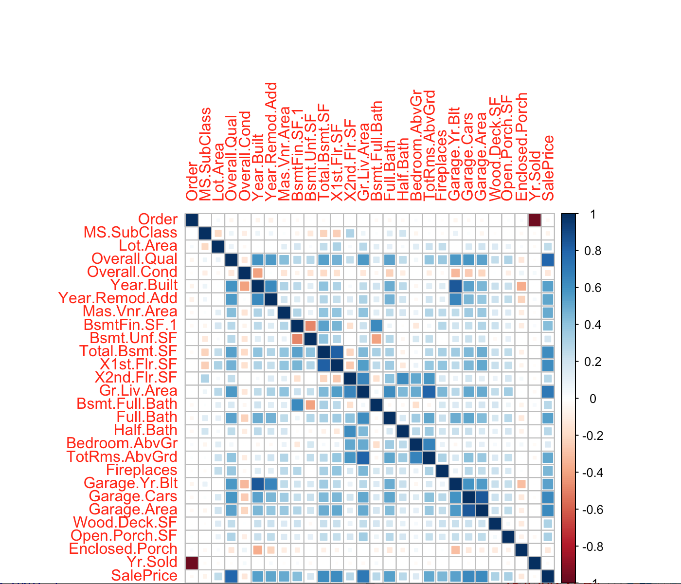 Order
MS.SubClass
Lot.Area
Overall.Qual
Overall.Cond
Year.Built
Year.Remod.Add
Mas.Vnr.Area
BsmtFin.SF.1
Bsmt.Unf.SF
Total.Bsmt.SF
X1st.Flr.SF
X2nd.Flr.SF
Gr.Liv.Area
Bsmt.Full.Bath
Full.Bath
Half.Bath
Bedroom.AbvGr
TotRms.AbvGrd
Fireplaces
Garage.Yr.Blt
Garage.Cars
Garage.Area
Wood.Deck.SF
Open.Porch.SF
Enclosed.Porch
Yr.Sold
SalePrice
Order
MS.SubClass
Lot.Area
Overall.Qual
Overall.Cond
Year.Built
Year.Remod.Add
Mas.Vnr.Area
BsmtFin.SF.1
Bsmt.Unf.SF
Total.Bsmt.SF
X1st.Flr.SF
X2nd.Flr.SF
Gr.Liv.Area
Bsmt.Full.Bath
Full.Bath
Half.Bath
Bedroom.AbvGr
TotRms.AbvGrd
Fireplaces
Garage.Yr.Blt
Garage.Cars
Garage.Area
Wood.Deck.SF
Open.Porch.SF
Enclosed.Porch
Yr.Sold
SalePrice
1
0.8
0.6
0.4
0.2
0
-0.2
-0.4
-0.6
-0.8